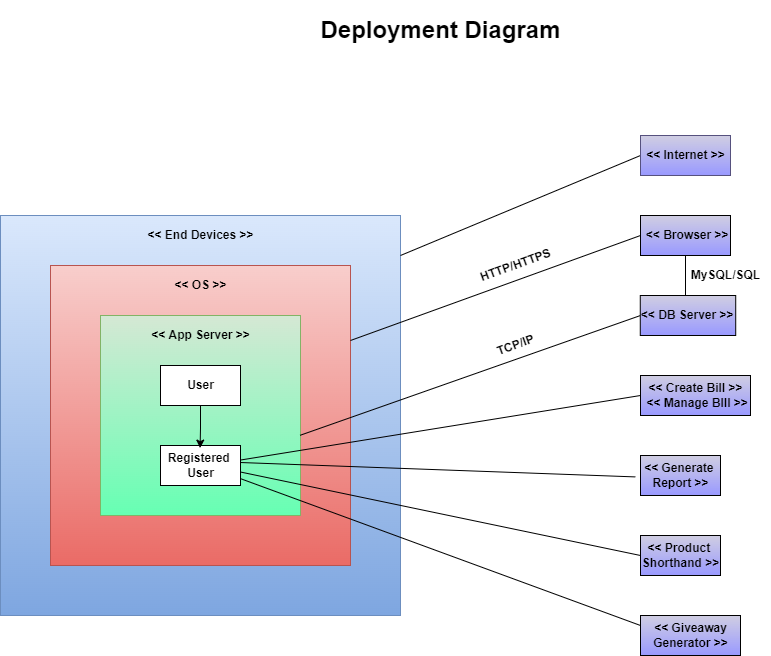 Deployment Diagram
<< Internet >>
<< End Devices >>
<< Browser >>
HTTP/HTTPS
MySQL/SQL
<< OS >>
<< DB Server >>
<< App Server >>
TCP/IP
User
<< Create Bill >>
<< Manage BIll >>
Registered
User
<< Generate
Report >>
<< Product
Shorthand >>
<< Giveaway
Generator >>